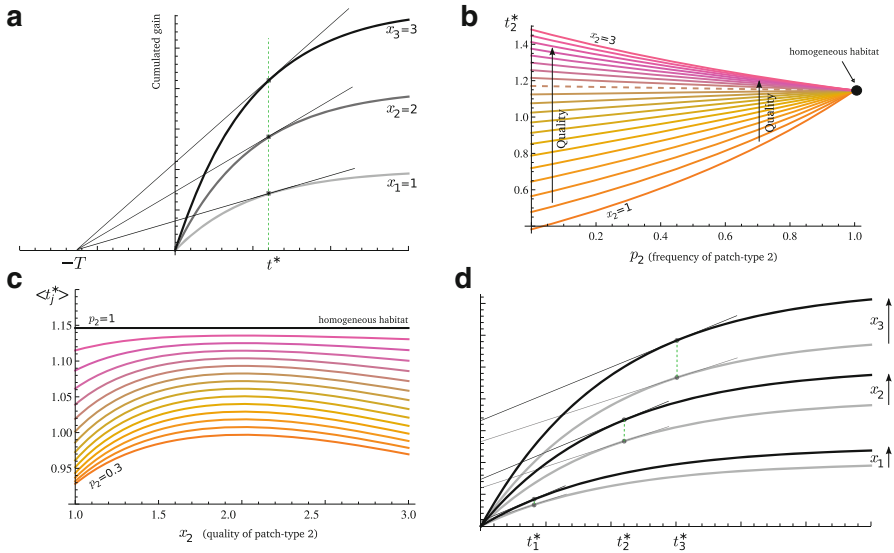 a
Cumulated gain
x₃=3
x₂=2
x₁=1
−T
t*
b
t₂*
1.4
1.2
1.0
0.8
0.6
x₂=3
x₂=1
Quality
Quality
homogeneous habitat
0.2
0.4
0.6
0.8
1.0
p₂ (frequency of patch-type 2)
c
<tⱼ*>
1.15
1.10
1.05
1.00
0.95
p₂=1
homogeneous habitat
p₂=0.3
1.0
1.5
2.0
2.5
3.0
x₂ (quality of patch-type 2)
d
x₃
x₂
x₁
t₁*
t₂*
t₃*